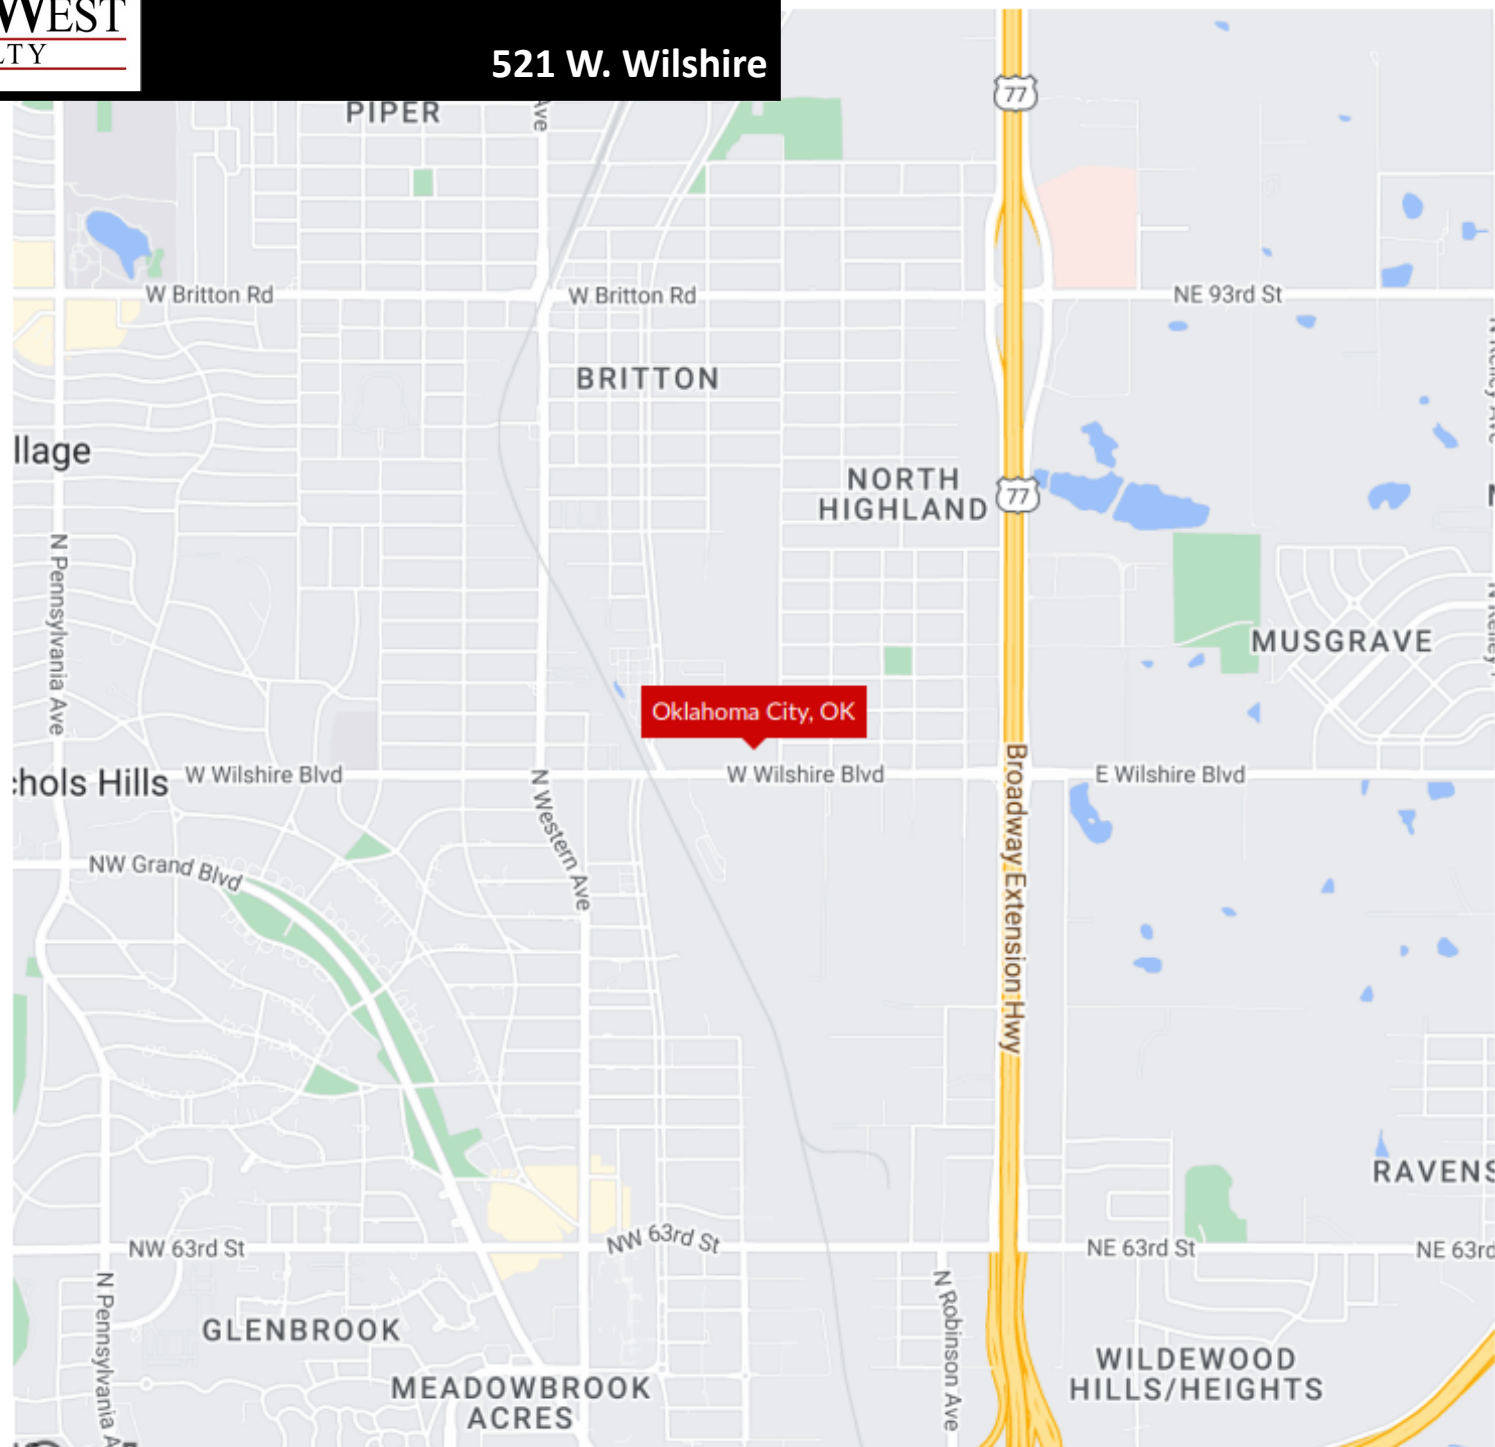 WEST
LTY
521 W. Wilshire
77
PIPER
Ave
W Britton Rd
W Britton Rd
NE 93rd St
BRITTON
llage
NORTH
HIGHLAND
77
N Pennsylvania Ave
MUSGRAVE
Oklahoma City, OK
chols Hills
W Wilshire Blvd
W Wilshire Blvd
E Wilshire Blvd
N Western Ave
Broadway Extension Hwy
NW Grand Blvd
RAVENS
NW 63rd St
NW 63rd St
NE 63rd St
NE 63rd
N Pennsylvania A
N Robinson Ave
GLENBROOK
WILDEWOOD
HILLS/HEIGHTS
MEADOWBROOK
ACRES